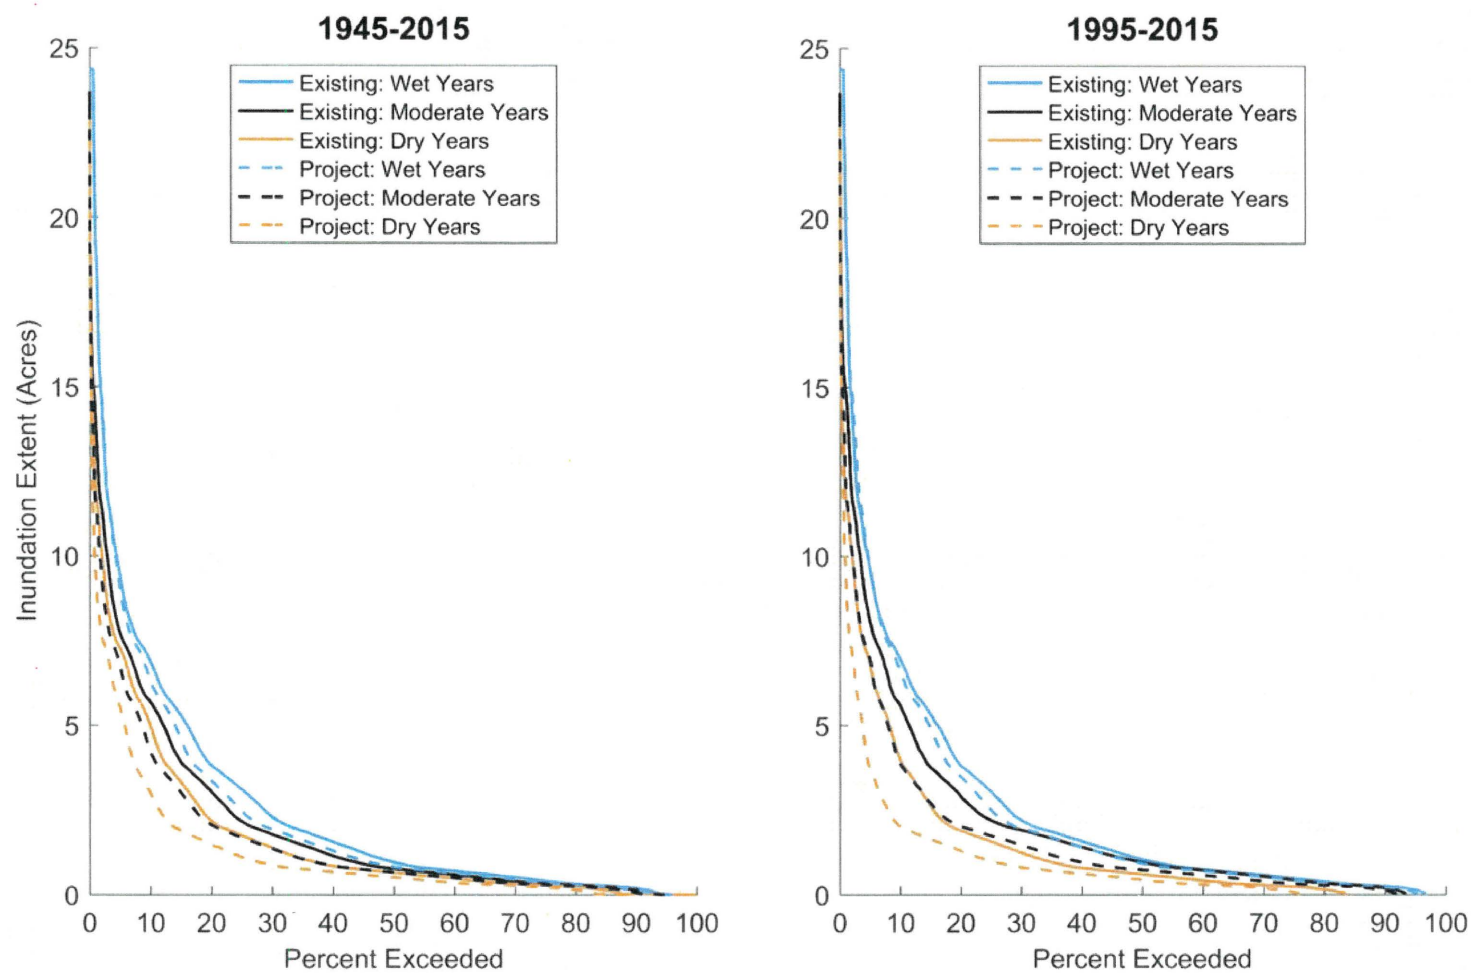 1945-2015
25
20
15
10
5
0
Inundation Extent (Acres)
Existing: Wet Years
Existing: Moderate Years
Existing: Dry Years
Project: Wet Years
Project: Moderate Years
Project: Dry Years
0 10 20 30 40 50 60 70 80 90 100
Percent Exceeded
1995-2015
25
20
15
10
5
0
Existing: Wet Years
Existing: Moderate Years
Existing: Dry Years
Project: Wet Years
Project: Moderate Years
Project: Dry Years
0 10 20 30 40 50 60 70 80 90 100
Percent Exceeded